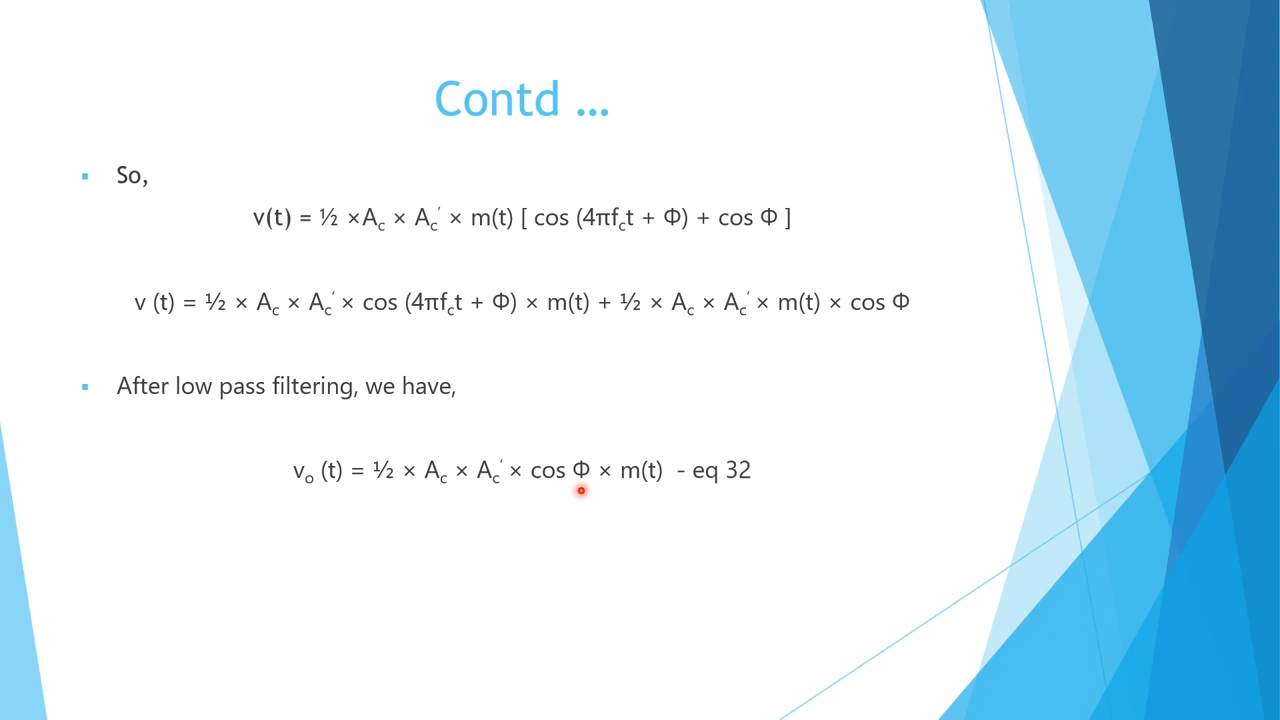 Contd ...
So,
v(t) = ½ ×A_c × A_c′ × m(t) [ cos (4πf_ct + Φ) + cos Φ ]
v (t) = ½ × A_c × A_c′ × cos (4πf_ct + Φ) × m(t) + ½ × A_c × A_c′ × m(t) × cos Φ
After low pass filtering, we have,
v_o (t) = ½ × A_c × A_c′ × cos Φ × m(t) - eq 32